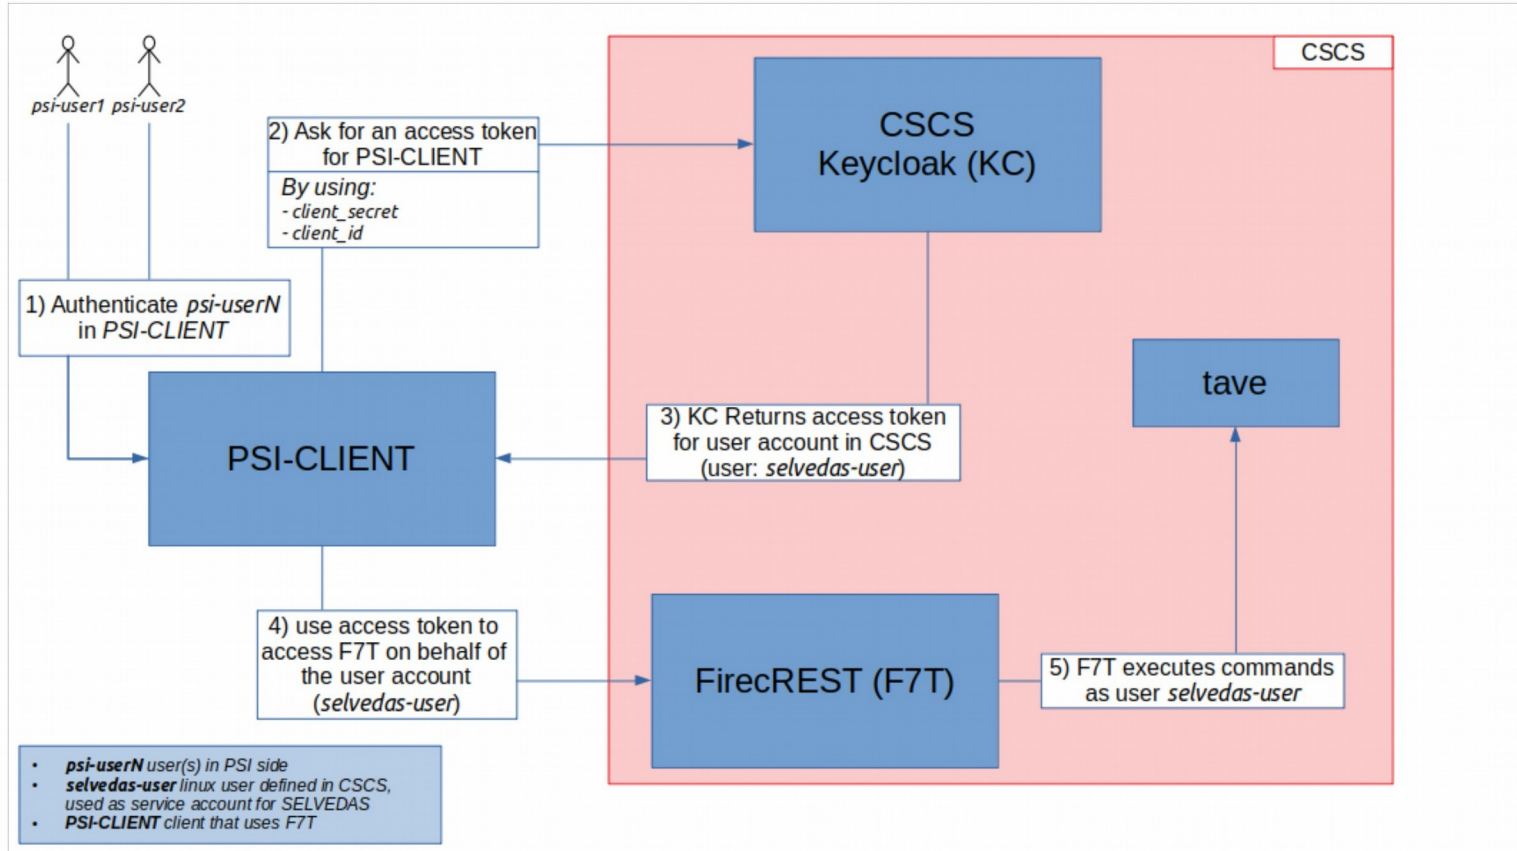 psi-user1 psi-user2
CSCS
2) Ask for an access token
for PSI-CLIENT
By using:
- client_secret
- client_id
CSCS
Keycloak (KC)
1) Authenticate psi-userN
in PSI-CLIENT
PSI-CLIENT
3) KC Returns access token
for user account in CSCS
(user: selvedas-user)
tave
4) use access token to
access F7T on behalf of
the user account
(selvedas-user)
FirecREST (F7T)
5) F7T executes commands
as user selvedas-user
• psi-userN user(s) in PSI side
• selvedas-user linux user defined in CSCS,
used as service account for SELVEDAS
• PSI-CLIENT client that uses F7T